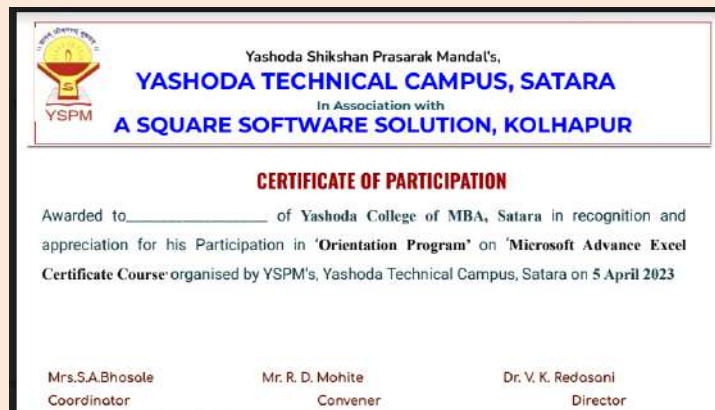 YSPM
Yashoda Shikshan Prasarak Mandal's,
YASHODA TECHNICAL CAMPUS, SATARA
In Association with
A SQUARE SOFTWARE SOLUTION, KOLHAPUR
CERTIFICATE OF PARTICIPATION
Awarded to__________________ of Yashoda College of MBA, Satara in recognition and
appreciation for his Participation in 'Orientation Program' on 'Microsoft Advance Excel
Certificate Course' organised by YSPM's, Yashoda Technical Campus, Satara on 5 April 2023
Mrs.S.A.Bhosale Mr. R. D. Mohite Dr. V. K. Redasani
Coordinator Convener Director